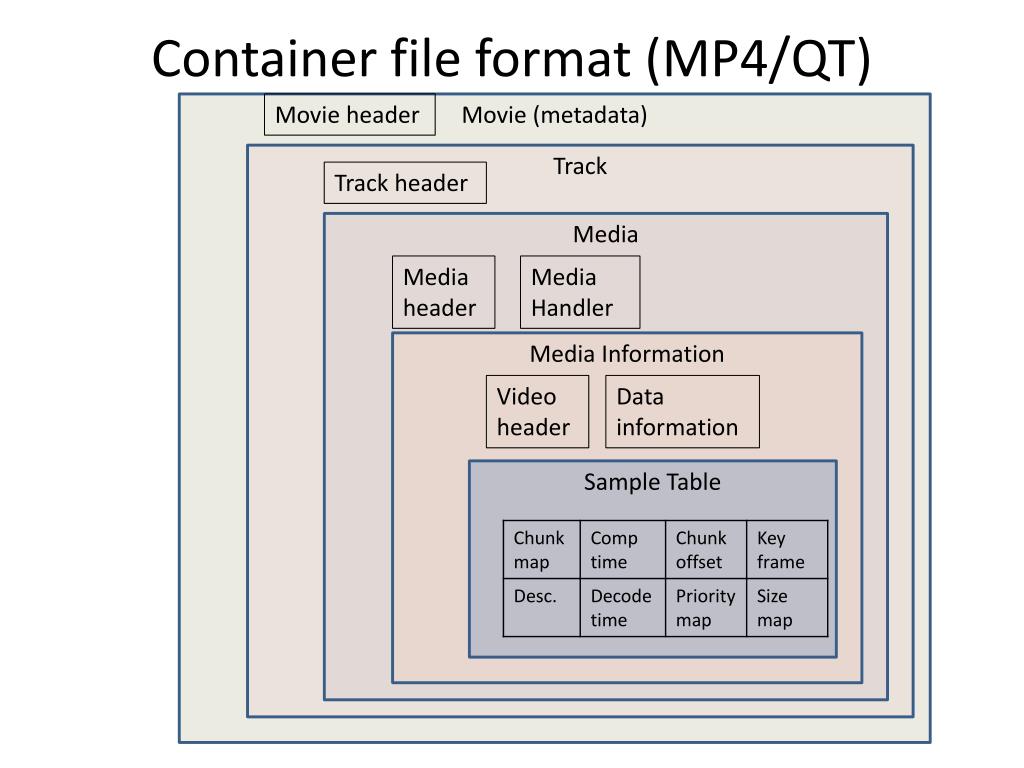 Container file format (MP4/QT)
Movie header
Movie (metadata)
Track
Track header
Media
Media
header
Media
Handler
Media Information
Video
header
Data
information
Sample Table
Chunk
map
Comp
time
Chunk
offset
Key
frame
Desc.
Decode
time
Priority
map
Size
map